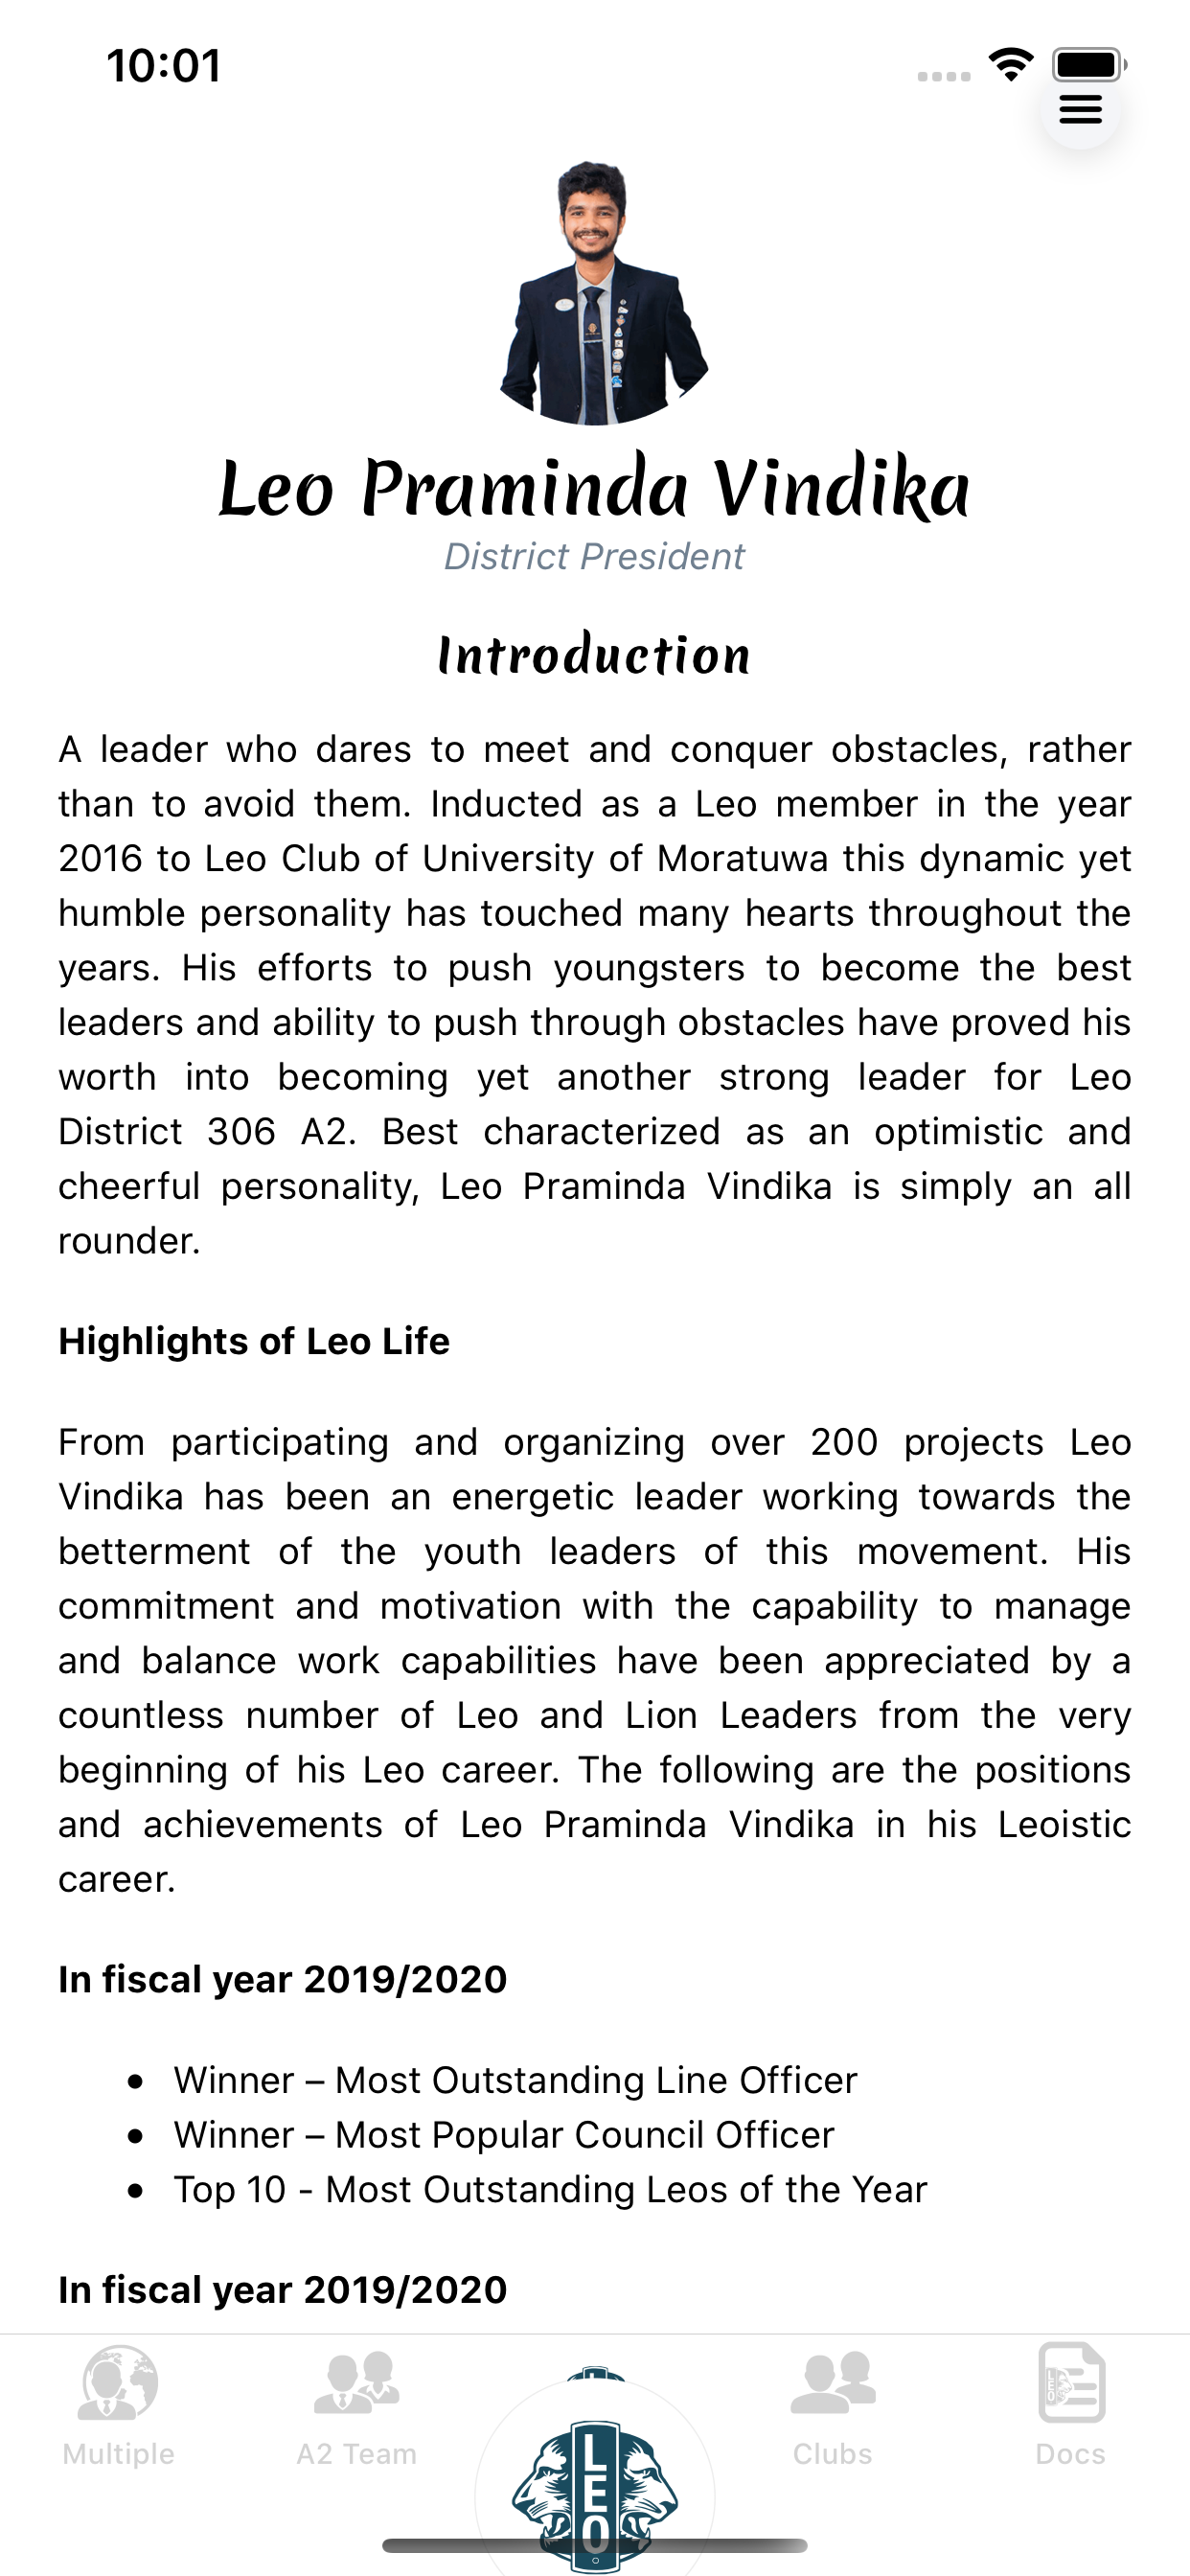 10:01
Leo Praminda Vindika
District President
Introduction
A leader who dares to meet and conquer obstacles, rather
than to avoid them. Inducted as a Leo member in the year
2016 to Leo Club of University of Moratuwa this dynamic yet
humble personality has touched many hearts throughout the
years. His efforts to push youngsters to become the best
leaders and ability to push through obstacles have proved his
worth into becoming yet another strong leader for Leo
District 306 A2. Best characterized as an optimistic and
cheerful personality, Leo Praminda Vindika is simply an all
rounder.
Highlights of Leo Life
From participating and organizing over 200 projects Leo
Vindika has been an energetic leader working towards the
betterment of the youth leaders of this movement. His
commitment and motivation with the capability to manage
and balance work capabilities have been appreciated by a
countless number of Leo and Lion Leaders from the very
beginning of his Leo career. The following are the positions
and achievements of Leo Praminda Vindika in his Leoistic
career.
In fiscal year 2019/2020
• Winner – Most Outstanding Line Officer
• Winner – Most Popular Council Officer
• Top 10 - Most Outstanding Leos of the Year
In fiscal year 2019/2020
Multiple
A2 Team
LEO
Clubs
Docs